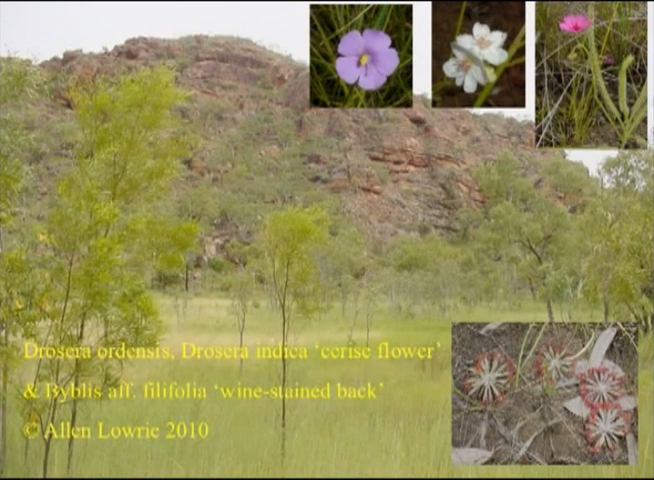 Drosera ordensis, Drosera indica 'cerise flower'
& Byblis aff. filifolia 'wine-stained back'
© Allen Lowrie 2010